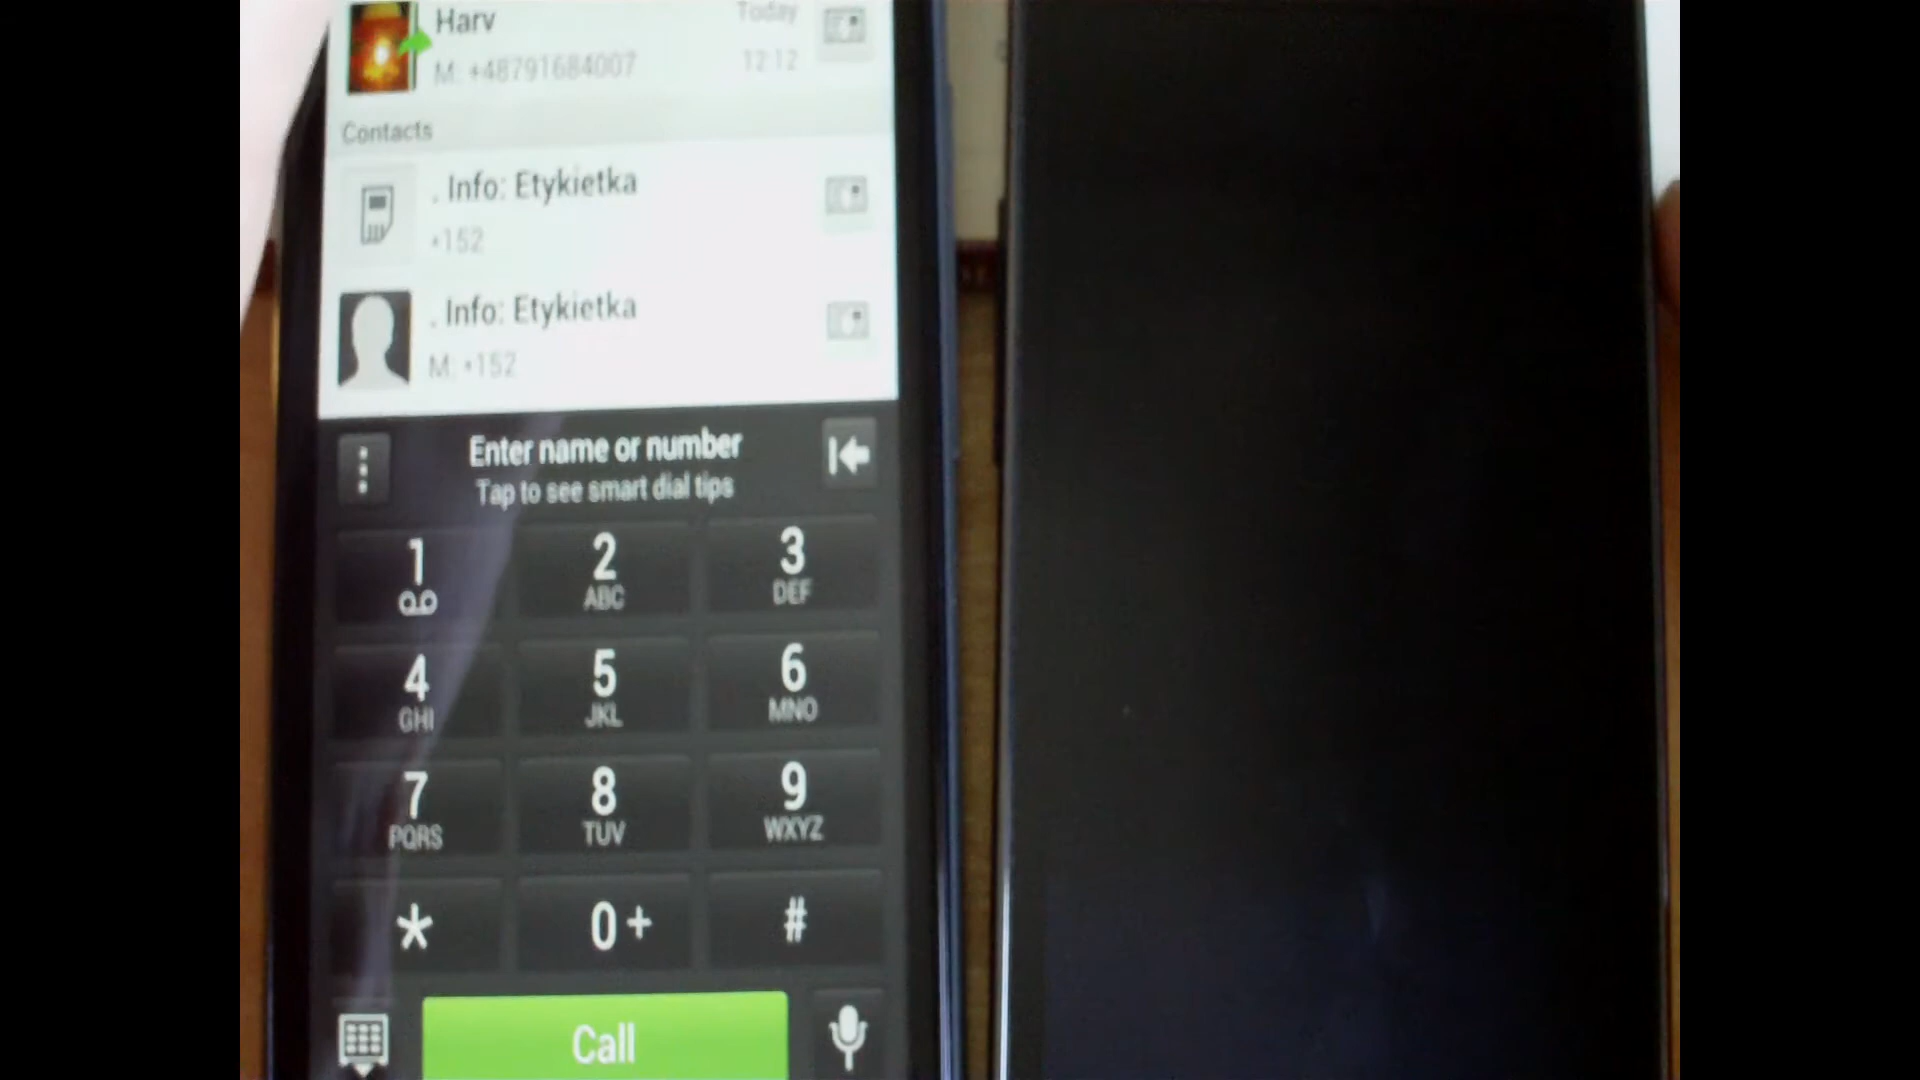 Harv
Today
M: +48791684007
12 12
Contacts
. Info: Etykietka
*152
. Info: Etykietka
M: *152
Enter name or number
Tap to see smart dial tips
1
2
ABC
3
DEF
4
GHI
5
JKL
6
MNO
7
PQRS
8
TUV
9
WXYZ
*
0 +
#
Call